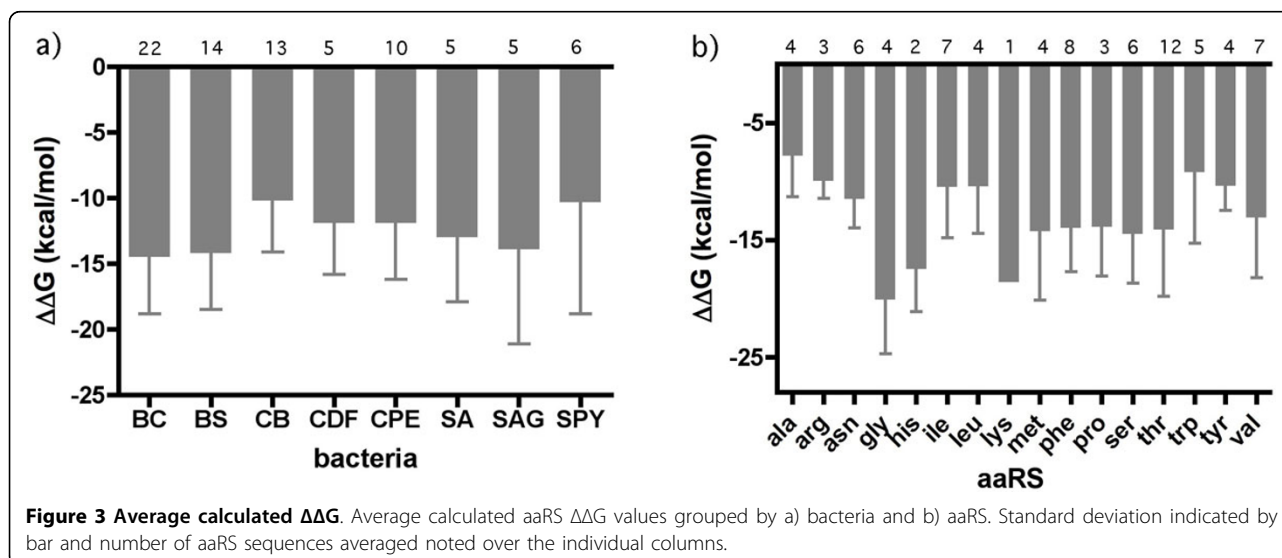 a)
22 14 13 5 10 5 5 6
0
-5
-10
-15
-20
-25
ΔΔG (kcal/mol)
BC BS CB CDF CPE SA SAG SPY
bacteria
b)
4 3 6 4 2 7 4 1 4 8 3 6 12 5 4 7
-5
-15
-25
ΔΔG (kcal/mol)
ala arg asn gly his ile leu lys met phe pro ser thr trp tyr val
aaRS
Figure 3 Average calculated ΔΔG. Average calculated aaRS ΔΔG values grouped by a) bacteria and b) aaRS. Standard deviation indicated by
bar and number of aaRS sequences averaged noted over the individual columns.